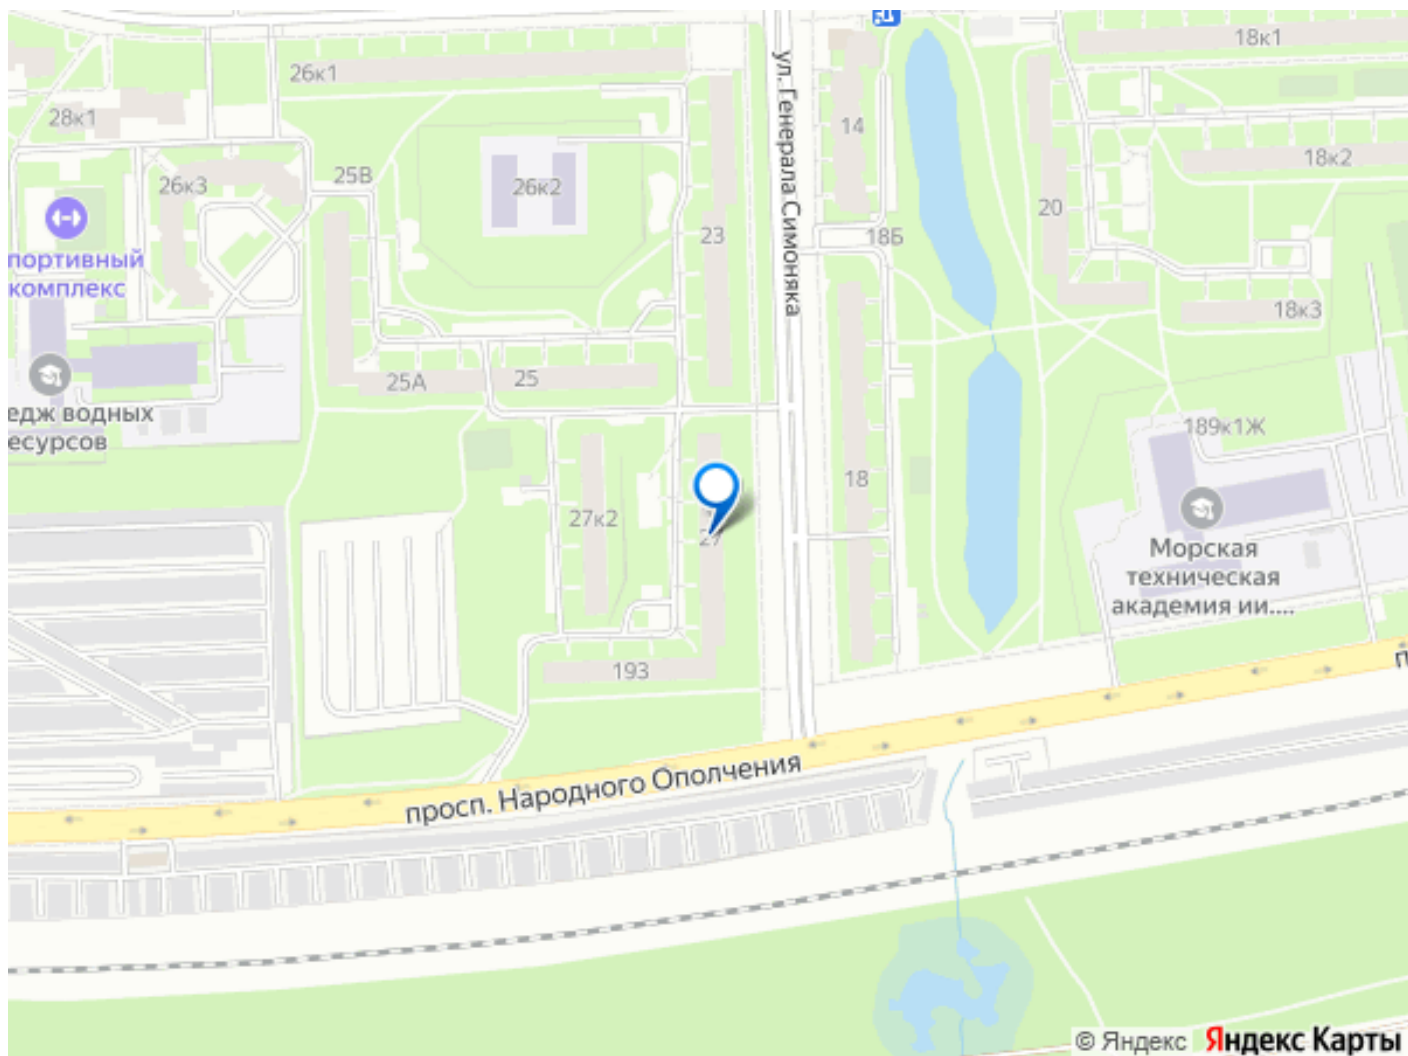 18к1
26к1
ул. Генерала Симоняка
28к1
14
18к2
25В
26к3
26к2
20
23
18Б
портивный
комплекс
18к3
25А
25
едж водных
есурсов
189к1Ж
18
27к2
27
Морская
техническая
академия ии....
193
просп. Народного Ополчения
© Яндекс
Яндекс Карты